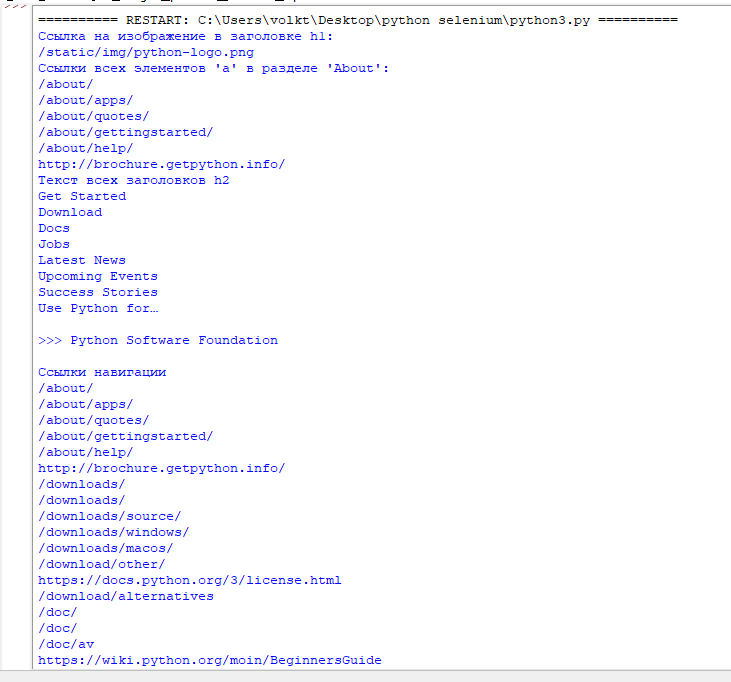 ========== RESTART: C:\Users\volkt\Desktop\python selenium\python3.py ==========
Ссылка на изображение в заголовке h1:
/static/img/python-logo.png
Ссылки всех элементов 'a' в разделе 'About':
/about/
/about/apps/
/about/quotes/
/about/gettingstarted/
/about/help/
http://brochure.getpython.info/
Текст всех заголовков h2
Get Started
Download
Docs
Jobs
Latest News
Upcoming Events
Success Stories
Use Python for…
>>> Python Software Foundation
Ссылки навигации
/about/
/about/apps/
/about/quotes/
/about/gettingstarted/
/about/help/
http://brochure.getpython.info/
/downloads/
/downloads/
/downloads/source/
/downloads/windows/
/downloads/macos/
/download/other/
https://docs.python.org/3/license.html
/download/alternatives
/doc/
/doc/
/doc/av
https://wiki.python.org/moin/BeginnersGuide